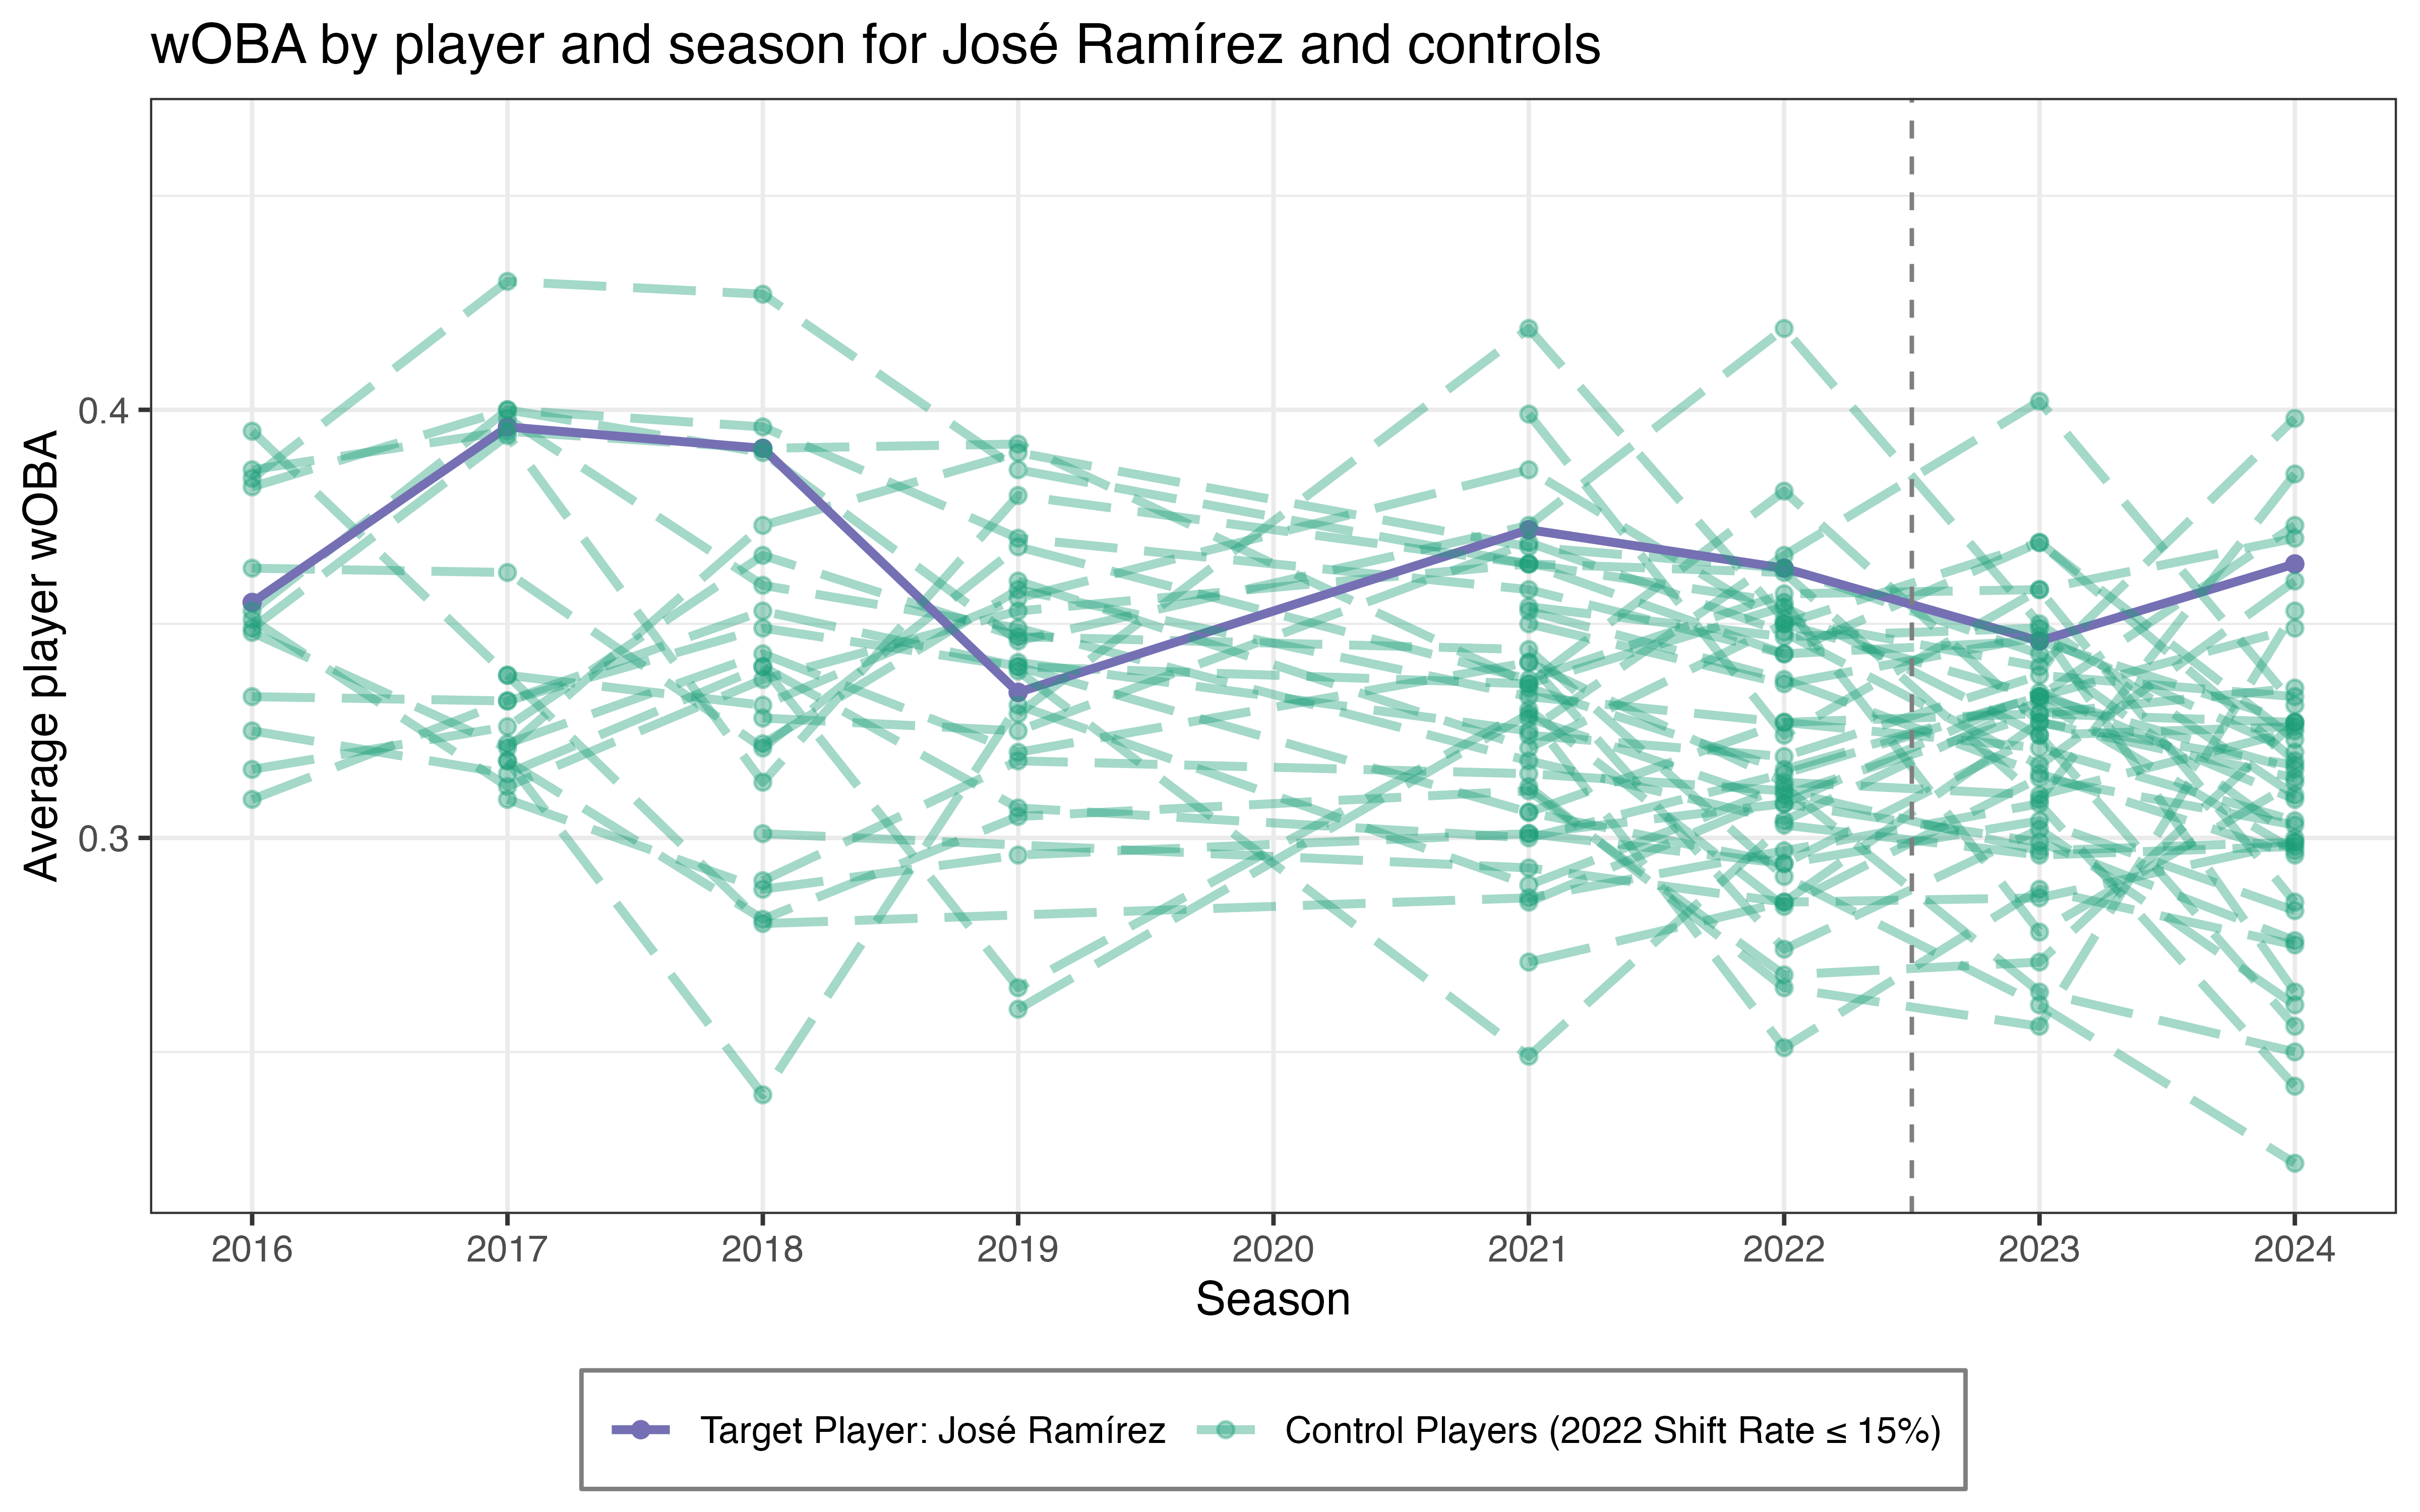 wOBA by player and season for José Ramírez and controls
Average player wOBA
0.4
0.3
2016 2017 2018 2019 2020 2021 2022 2023 2024
Season
Target Player: José Ramírez Control Players (2022 Shift Rate ≤ 15%)